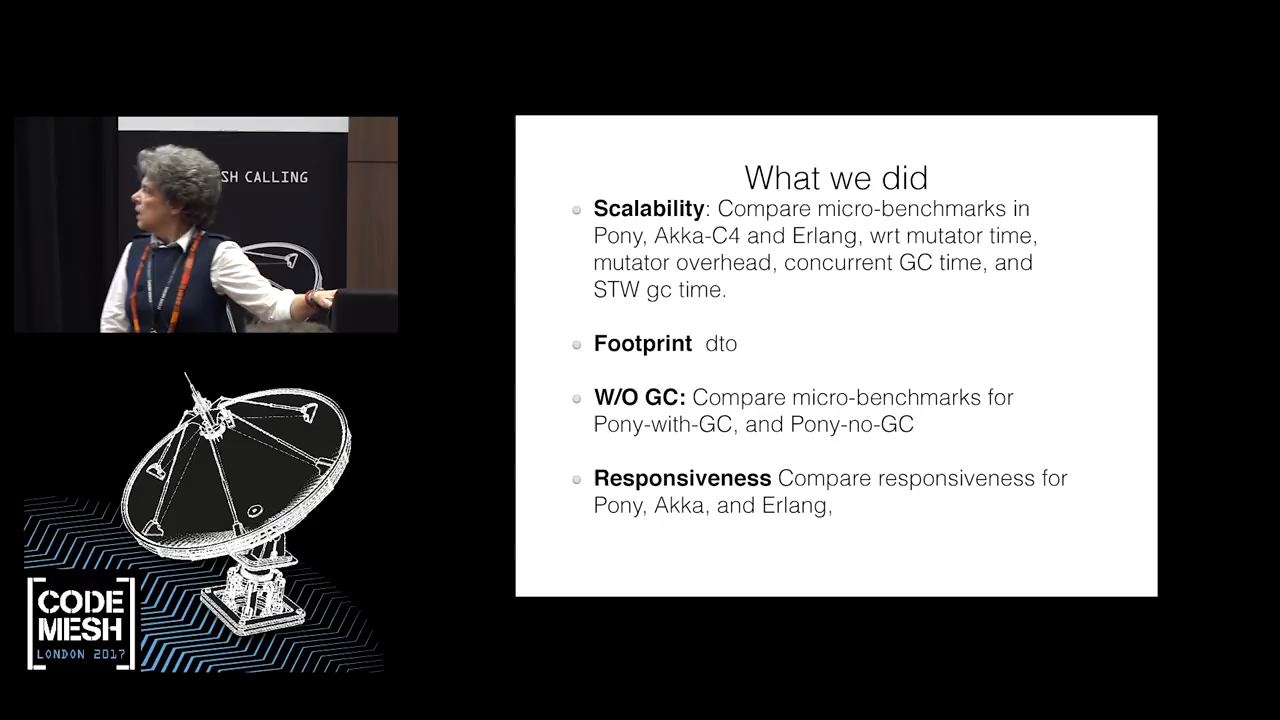 SH CALLING
What we did
Scalability: Compare micro-benchmarks in
Pony, Akka-C4 and Erlang, wrt mutator time,
mutator overhead, concurrent GC time, and
STW gc time.
Footprint dto
W/O GC: Compare micro-benchmarks for
Pony-with-GC, and Pony-no-GC
Responsiveness Compare responsiveness for
Pony, Akka, and Erlang,
CODE
MESH
LONDON 2017